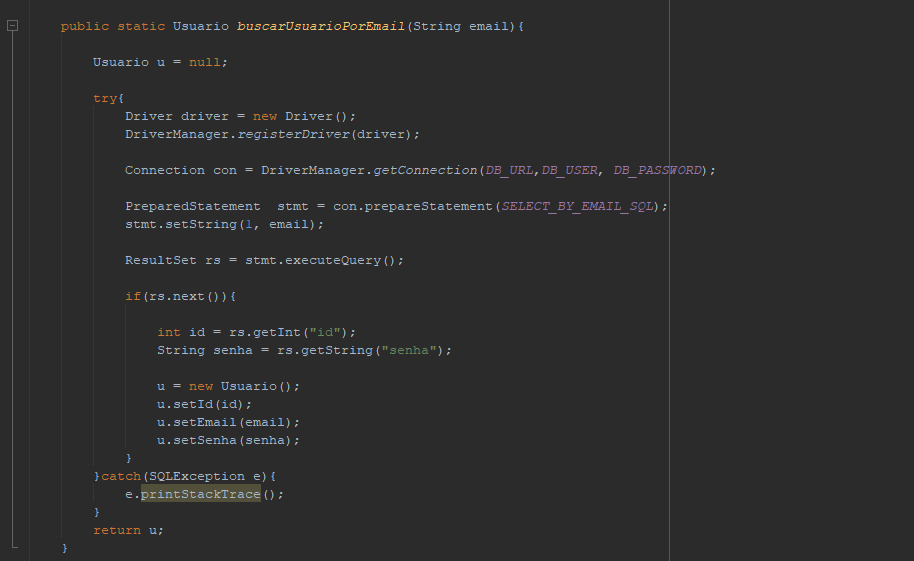 public static Usuario buscarUsuarioPorEmail(String email){
Usuario u = null;
try{
Driver driver = new Driver();
DriverManager.registerDriver(driver);
Connection con = DriverManager.getConnection(DB_URL,DB_USER, DB_PASSWORD);
PreparedStatement  stmt = con.prepareStatement(SELECT_BY_EMAIL_SQL);
stmt.setString(1, email);
ResultSet rs = stmt.executeQuery();
if(rs.next()){
int id = rs.getInt("id");
String senha = rs.getString("senha");
u = new Usuario();
u.setId(id);
u.setEmail(email);
u.setSenha(senha);
}
}catch(SQLException e){
e.printStackTrace();
}
return u;
}